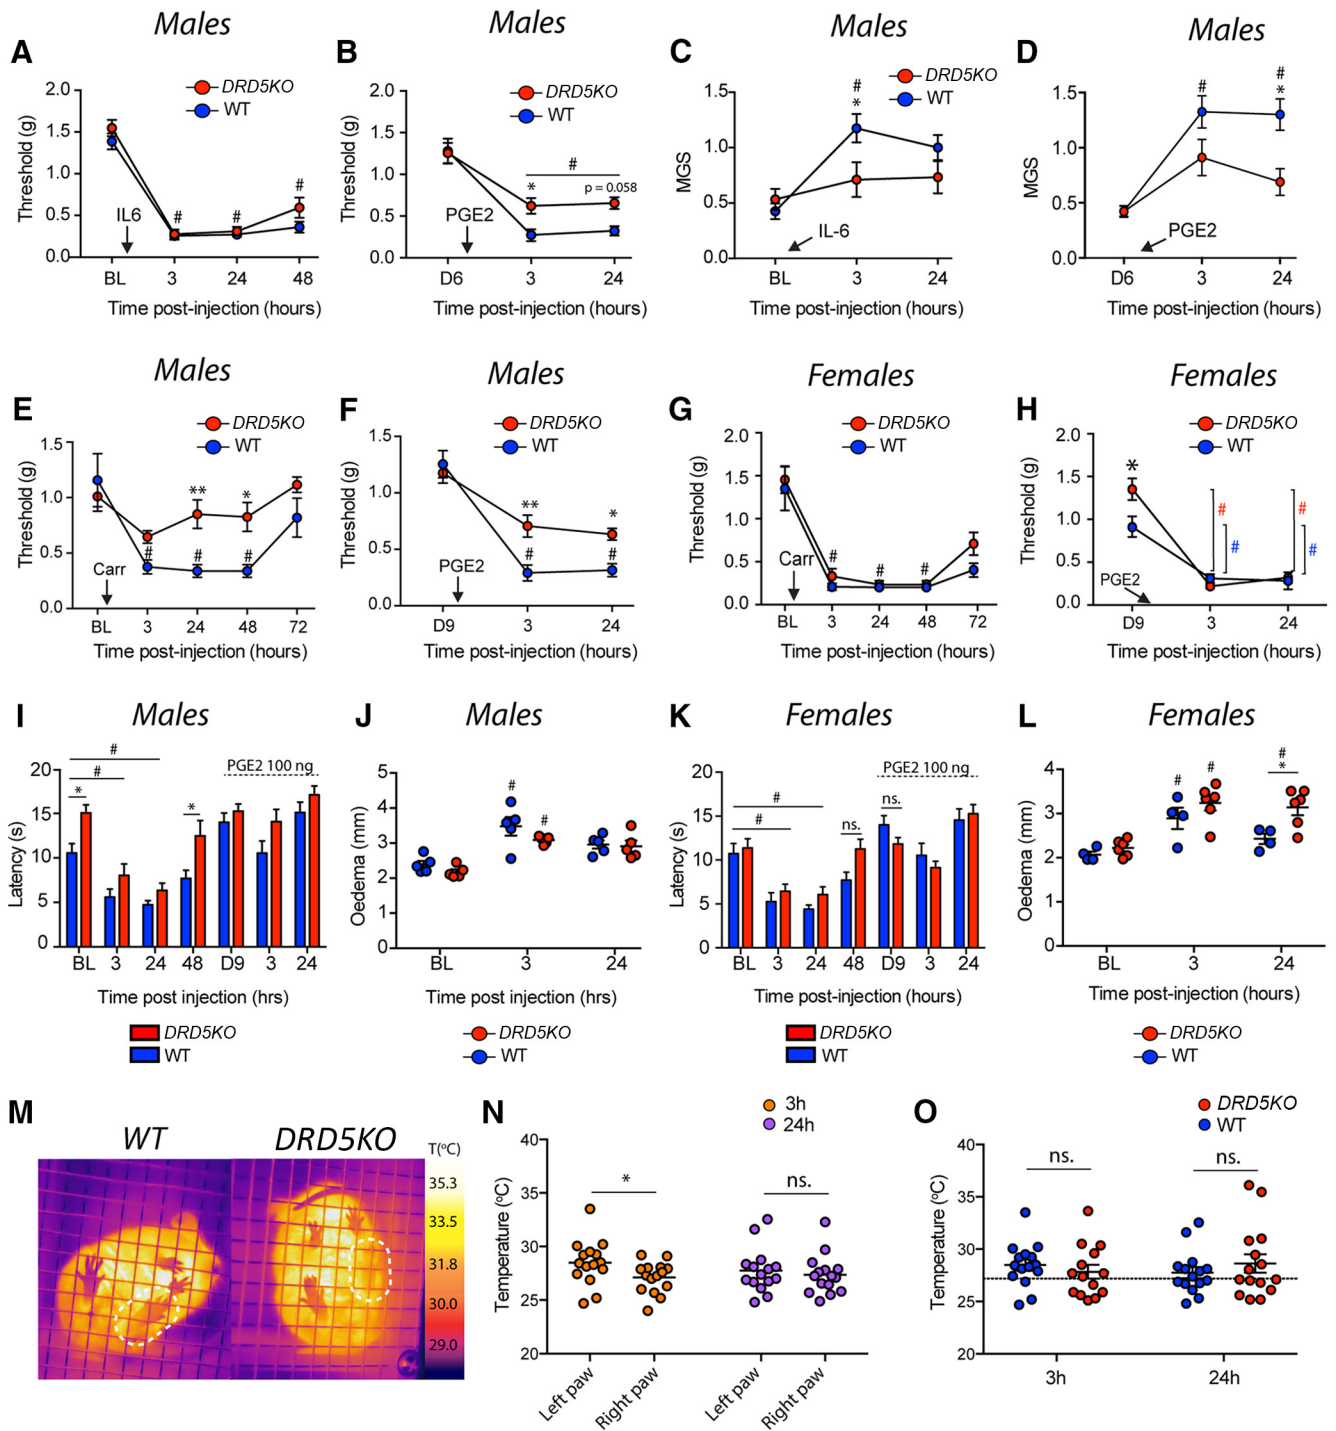 Males Males Males Males
A B C D
DRD5KO
WT
DRD5KO
WT
DRD5KO
WT
Threshold (g)
2.0
1.5
1.0
0.5
0.0
IL6
# # #
BL 3 24 48
Time post-injection (hours)
Threshold (g)
2.0
1.5
1.0
0.5
0.0
PGE2
#
*
p = 0.058
D6 3 24
Time post-injection (hours)
MGS
1.5
1.0
0.5
0.0
#
*
IL-6
BL 3 24
Time post-injection (hours)
MGS
1.5
1.0
0.5
0.0
#
#
*
PGE2
D6 3 24
Time post-injection (hours)
Males Males Females Females
E F G H
DRD5KO
WT
DRD5KO
WT
DRD5KO
WT
DRD5KO
WT
Threshold (g)
1.5
1.0
0.5
0.0
Carr
** *
# # #
BL 3 24 48 72
Time post-injection (hours)
Threshold (g)
1.5
1.0
0.5
0.0
PGE2
** *
# #
D9 3 24
Time post-injection (hours)
Threshold (g)
2.0
1.5
1.0
0.5
0.0
Carr
# # #
BL 3 24 48 72
Time post-injection (hours)
Threshold (g)
2.0
1.5
1.0
0.5
0.0
*
PGE2
# #
# #
D9 3 24
Time post-injection (hours)
I Males J Males K Females L Females
Latency (s)
20
15
10
5
0
#
#
* *
PGE2 100 ng
BL 3 24 48 D9 3 24
Time post injection (hrs)
DRD5KO
WT
Oedema (mm)
5
4
3
2
1
0
# #
BL 3 24
Time post injection (hrs)
DRD5KO
WT
Latency (s)
20
15
10
5
0
#
#
ns. ns.
PGE2 100 ng
BL 3 24 48 D9 3 24
Time post-injection (hours)
DRD5KO
WT
Oedema (mm)
4
3
2
1
0
# #
#
*
BL 3 24
Time post-injection (hours)
DRD5KO
WT
M
WT DRD5KO
T(ºC)
35.3
33.5
31.8
30.0
29.0
N
3h
24h
Temperature (ºC)
40
35
30
25
20
* ns.
Left paw Right paw Left paw Right paw
O
DRD5KO
WT
Temperature (ºC)
40
35
30
25
20
ns. ns.
3h 24h